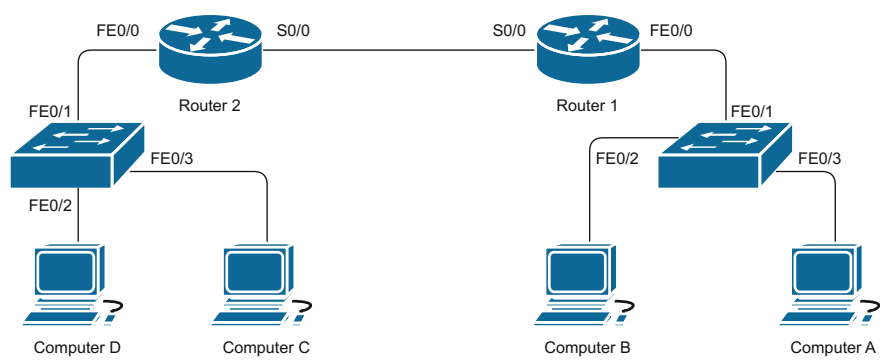 FE0/0
S0/0
S0/0
FE0/0
Router 2
Router 1
FE0/1
FE0/1
FE0/3
FE0/2
FE0/3
FE0/2
Computer D
Computer C
Computer B
Computer A